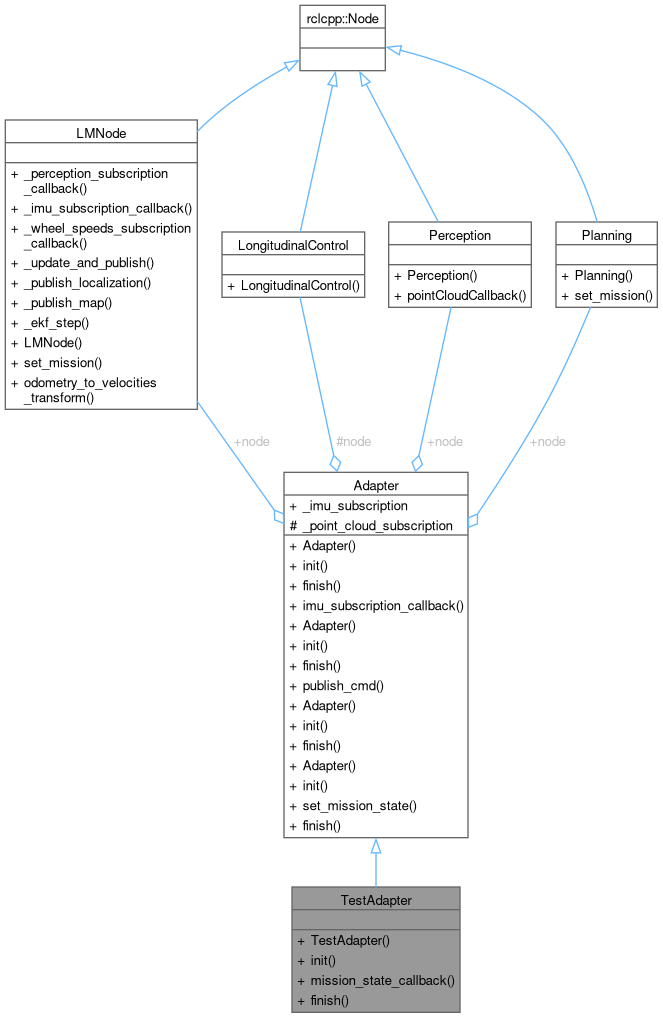 rclcpp::Node
LMNode
+ _perception_subscription
_callback()
+ _imu_subscription_callback()
+ _wheel_speeds_subscription
_callback()
+ _update_and_publish()
+ _publish_localization()
+ _publish_map()
+ _ekf_step()
+ LMNode()
+ set_mission()
+ odometry_to_velocities
_transform()
LongitudinalControl
+ LongitudinalControl()
Perception
+ Perception()
+ pointCloudCallback()
Planning
+ Planning()
+ set_mission()
+node
#node
+node
+node
Adapter
+ _imu_subscription
# _point_cloud_subscription
+ Adapter()
+ init()
+ finish()
+ imu_subscription_callback()
+ Adapter()
+ init()
+ finish()
+ publish_cmd()
+ Adapter()
+ init()
+ finish()
+ Adapter()
+ init()
+ set_mission_state()
+ finish()
TestAdapter
+ TestAdapter()
+ init()
+ mission_state_callback()
+ finish()